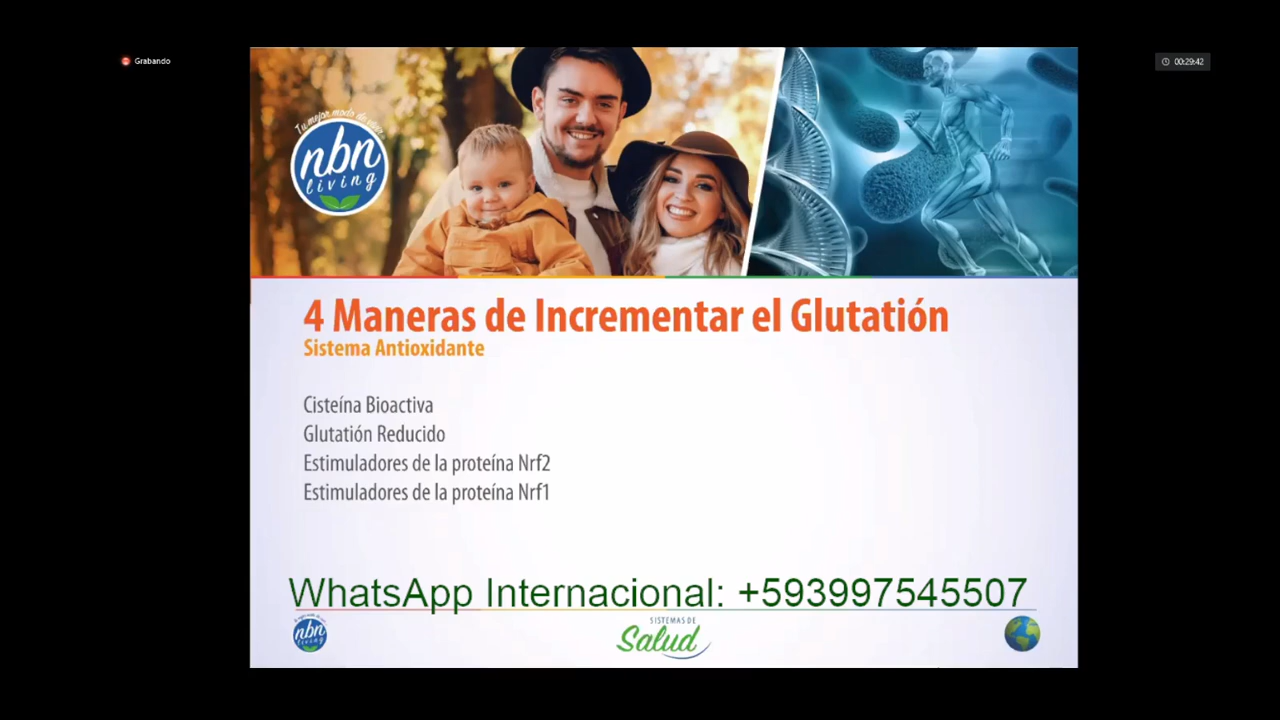 Grabando
00:29:42
Tu mejor modo de vivir...
nbn
living
4 Maneras de Incrementar el Glutatión
Sistema Antioxidante
Cisteína Bioactiva
Glutatión Reducido
Estimuladores de la proteína Nrf2
Estimuladores de la proteína Nrf1
WhatsApp Internacional: +593997545507
nbn
living
SISTEMAS DE
Salud